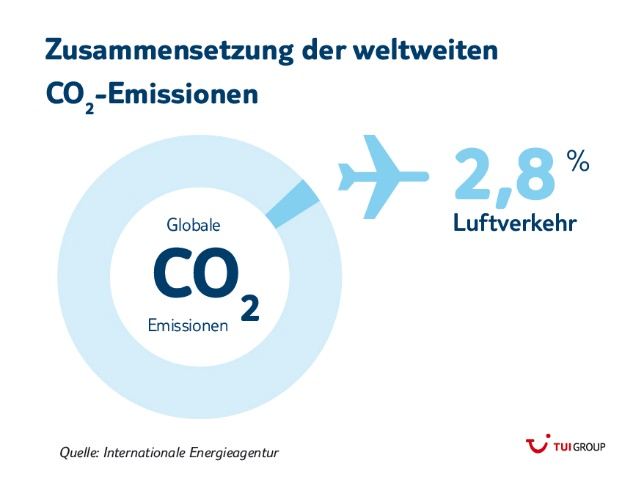 Zusammensetzung der weltweiten
CO₂-Emissionen
2,8 %
Luftverkehr
Globale
CO₂
Emissionen
Quelle: Internationale Energieagentur
TUI GROUP